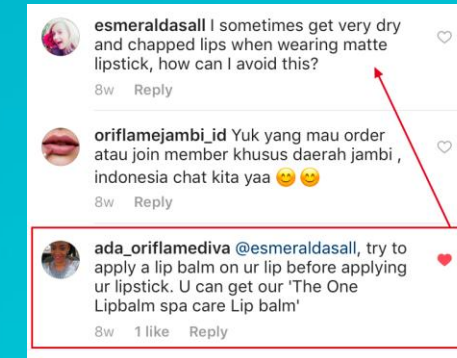 esmeraldasall I sometimes get very dry
and chapped lips when wearing matte
lipstick, how can I avoid this?
8w Reply
oriflamejambi_id Yuk yang mau order
atau join member khusus daerah jambi ,
indonesia chat kita yaa 😊 😊
8w Reply
ada_oriflamediva @esmeraldasall, try to
apply a lip balm on ur lip before applying
ur lipstick. U can get our 'The One
Lipbalm spa care Lip balm'
8w 1 like Reply